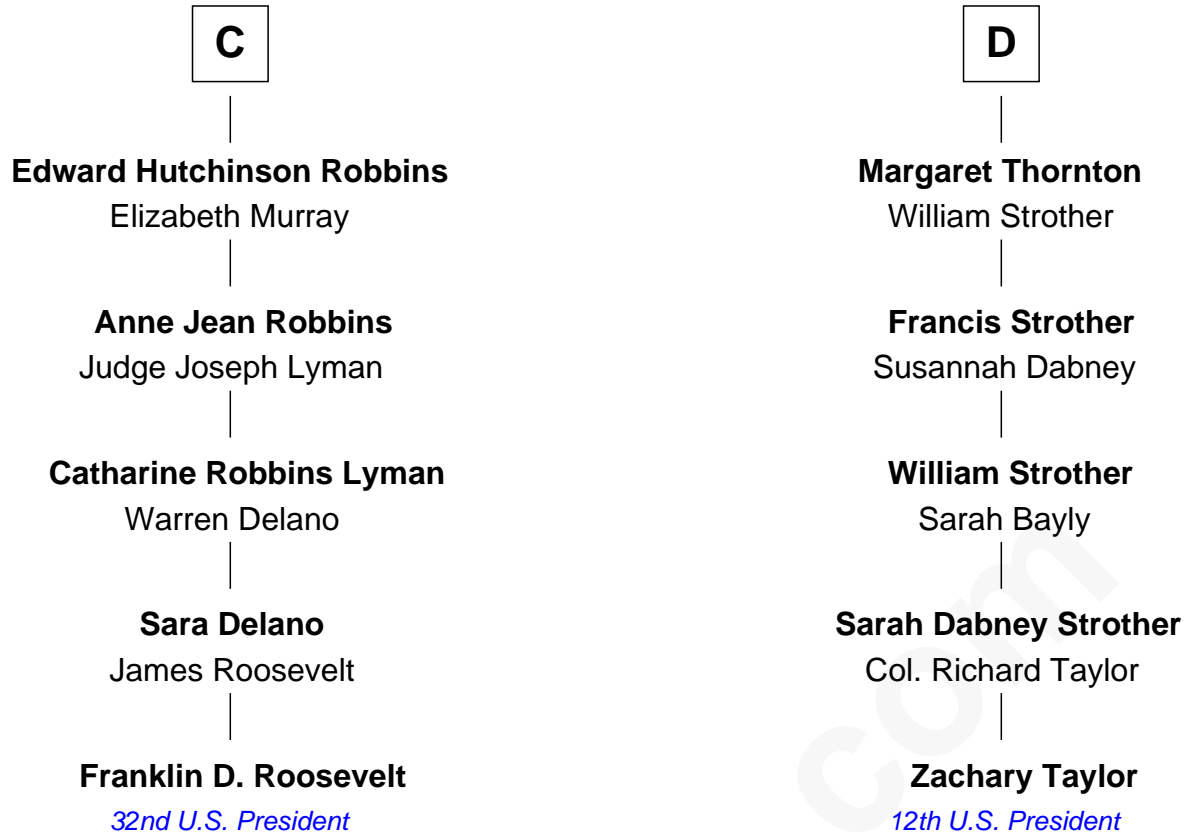 C
Edward Hutchinson Robbins
Elizabeth Murray
Anne Jean Robbins
Judge Joseph Lyman
Catharine Robbins Lyman
Warren Delano
Sara Delano
James Roosevelt
Franklin D. Roosevelt
32nd U.S. President
D
Margaret Thornton
William Strother
Francis Strother
Susannah Dabney
William Strother
Sarah Bayly
Sarah Dabney Strother
Col. Richard Taylor
Zachary Taylor
12th U.S. President
com